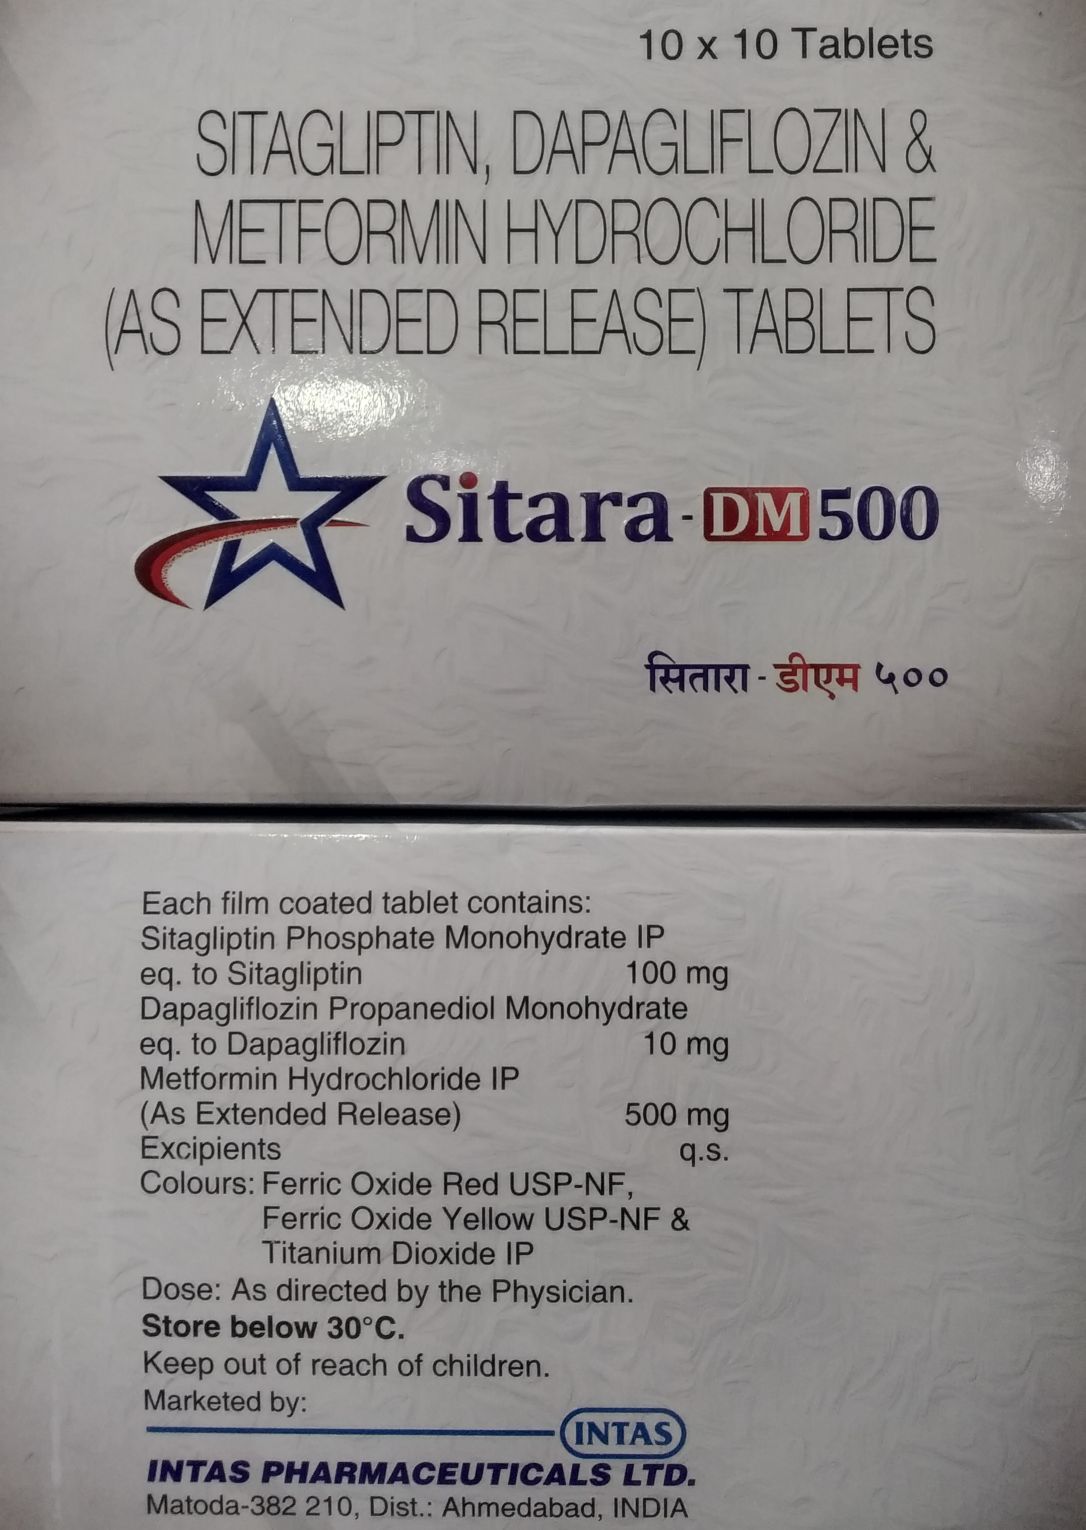 10 x 10 Tablets
SITAGLIPTIN, DAPAGLIFLOZIN &
METFORMIN HYDROCHLORIDE
(AS EXTENDED RELEASE) TABLETS
Sitara-DM 500
सितारा - डीएम ५००
Each film coated tablet contains:
Sitagliptin Phosphate Monohydrate IP
eq. to Sitagliptin 100 mg
Dapagliflozin Propanediol Monohydrate
eq. to Dapagliflozin 10 mg
Metformin Hydrochloride IP
(As Extended Release) 500 mg
Excipients q.s.
Colours: Ferric Oxide Red USP-NF,
Ferric Oxide Yellow USP-NF &
Titanium Dioxide IP
Dose: As directed by the Physician.
Store below 30°C.
Keep out of reach of children.
Marketed by:
INTAS
INTAS PHARMACEUTICALS LTD.
Matoda-382 210, Dist.: Ahmedabad, INDIA